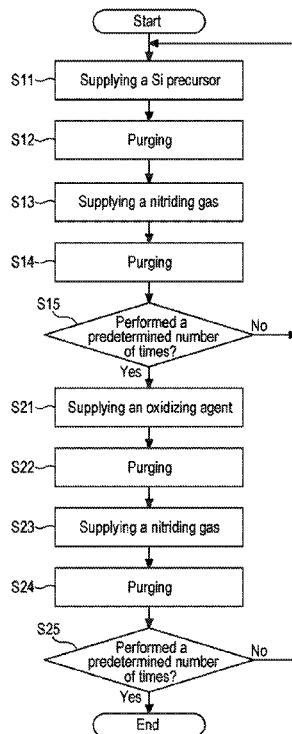 Start
S11
Supplying a Si precursor
S12
Purging
S13
Supplying a nitriding gas
S14
Purging
S15
Performed a
predetermined number
of times?
No
Yes
S21
Supplying an oxidizing agent
S22
Purging
S23
Supplying a nitriding gas
S24
Purging
S25
Performed a
predetermined number
of times?
No
Yes
End